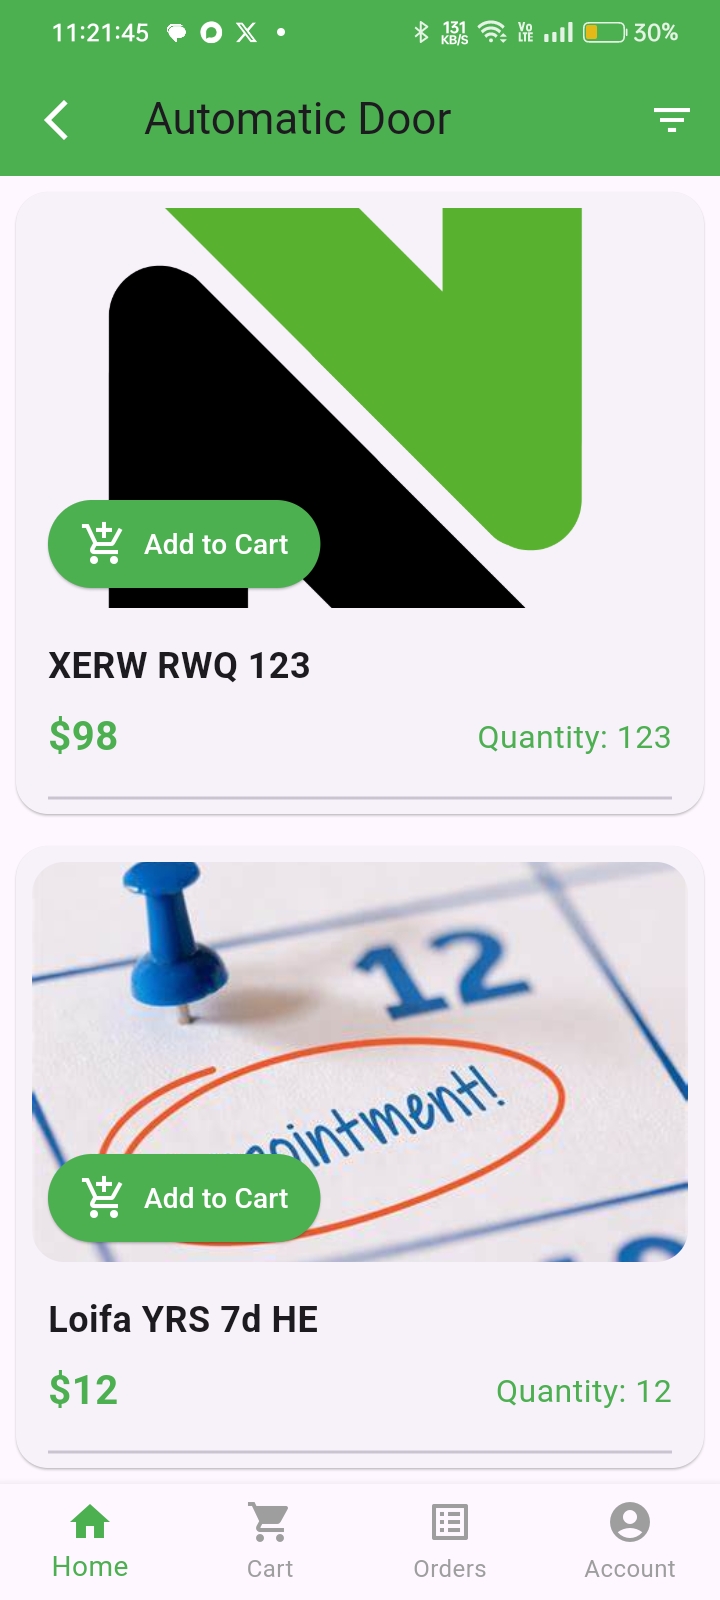 11:21:45 131 KB/S Vo LTE 30%
Automatic Door
Add to Cart
XERW RWQ 123
$98 Quantity: 123
12
ointment!
Add to Cart
Loifa YRS 7d HE
$12 Quantity: 12
Home Cart Orders Account